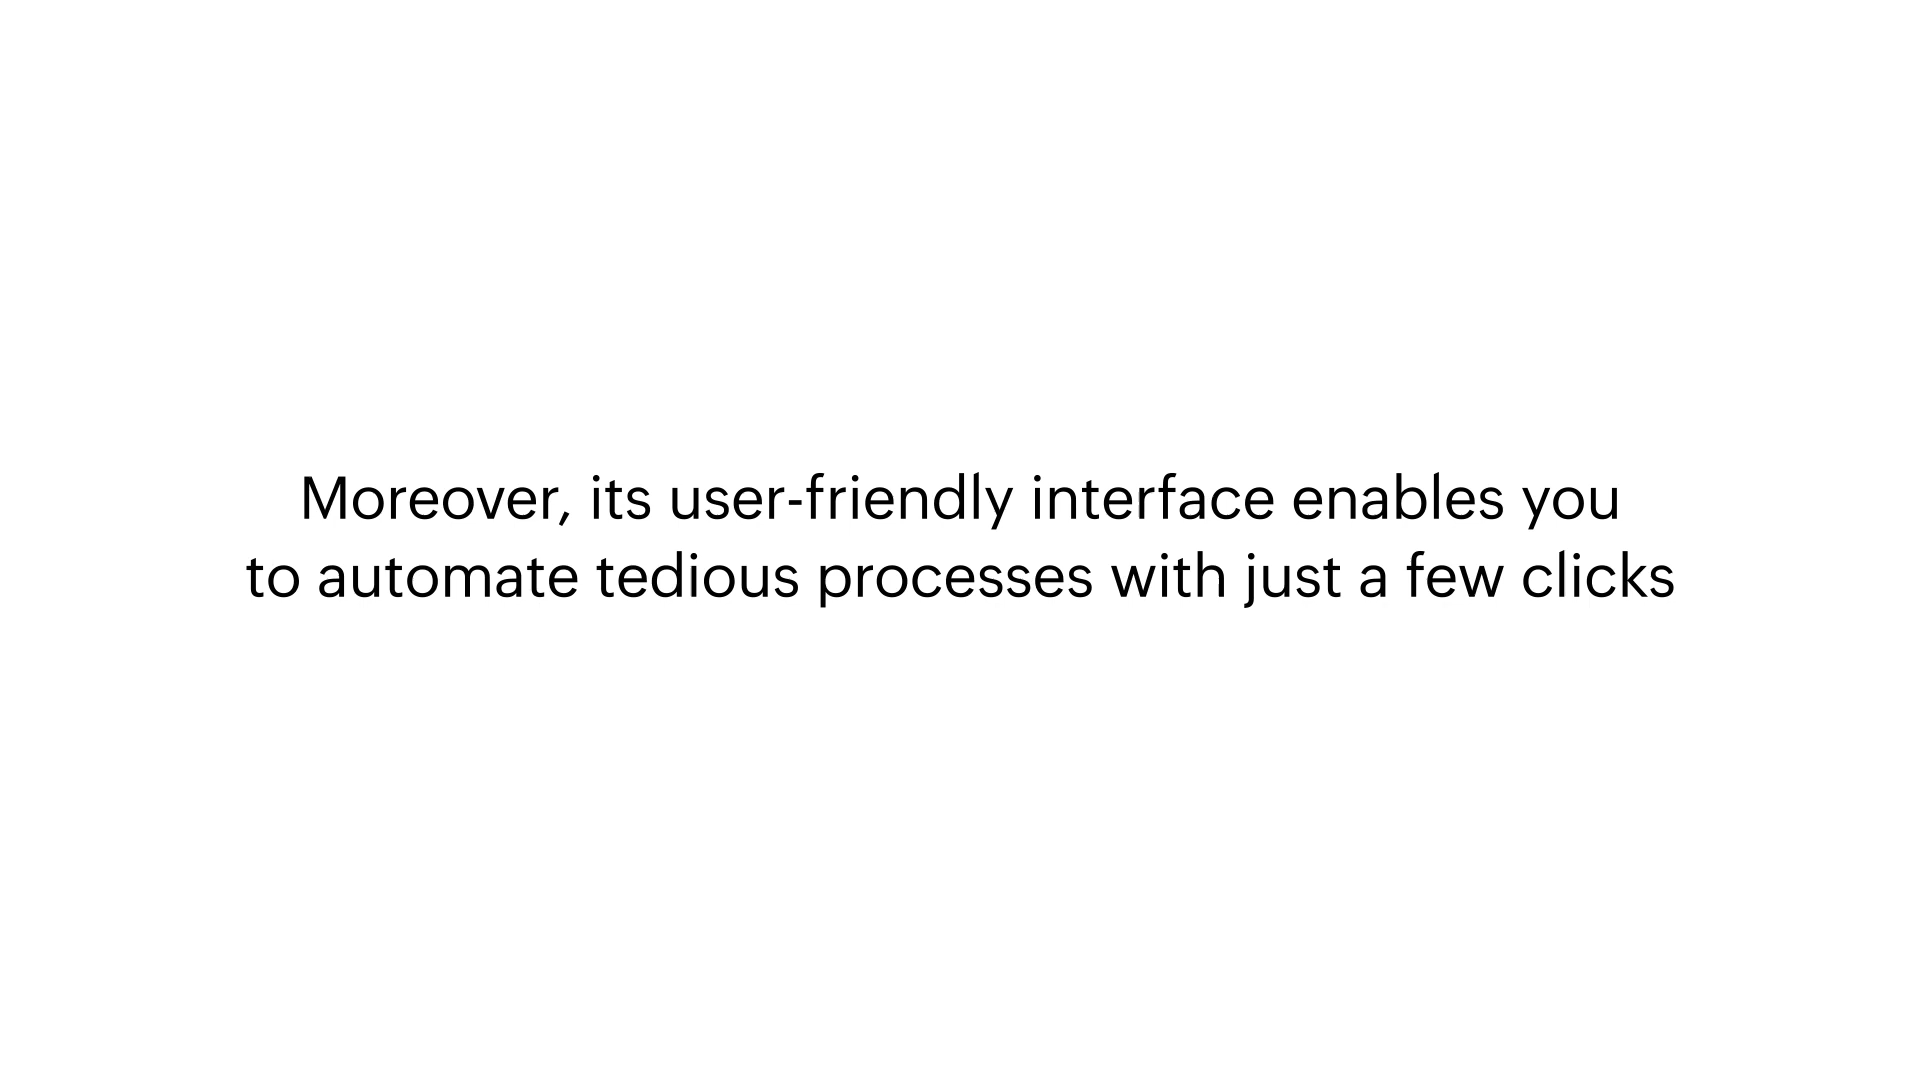 Moreover, its user-friendly interface enables you
to automate tedious processes with just a few clicks